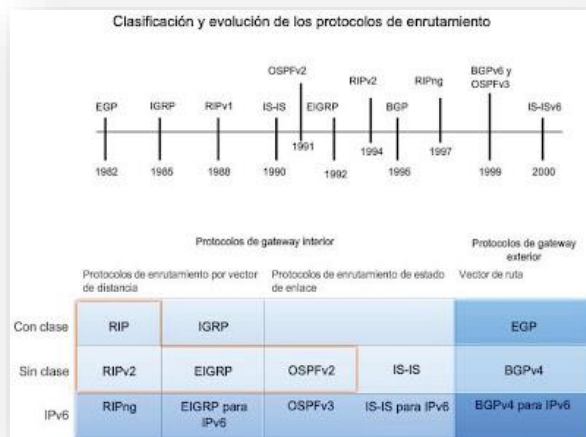 Clasificación y evolución de los protocolos de enrutamiento
OSPFv2
RIPv2
RIPng
BGPv6 y
OSPFv3
EGP
IGRP
RIPv1
IS-IS
EIGRP
BGP
IS-ISv6
1982
1985
1988
1990
1991
1992
1994
1995
1997
1999
2000
Protocolos de gateway interior
Protocolos de gateway
exterior
Protocolos de enrutamiento por vector
de distancia
Protocolos de enrutamiento de estado
de enlace
Vector de ruta
Con clase
RIP
IGRP
EGP
Sin clase
RIPv2
EIGRP
OSPFv2
IS-IS
BGPv4
IPv6
RIPng
EIGRP para
IPv6
OSPFv3
IS-IS para IPv6
BGPv4 para IPv6